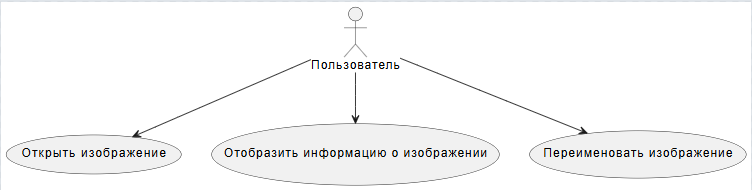 Пользователь
Открыть изображение
Отобразить информацию о изображении
Переименовать изображение